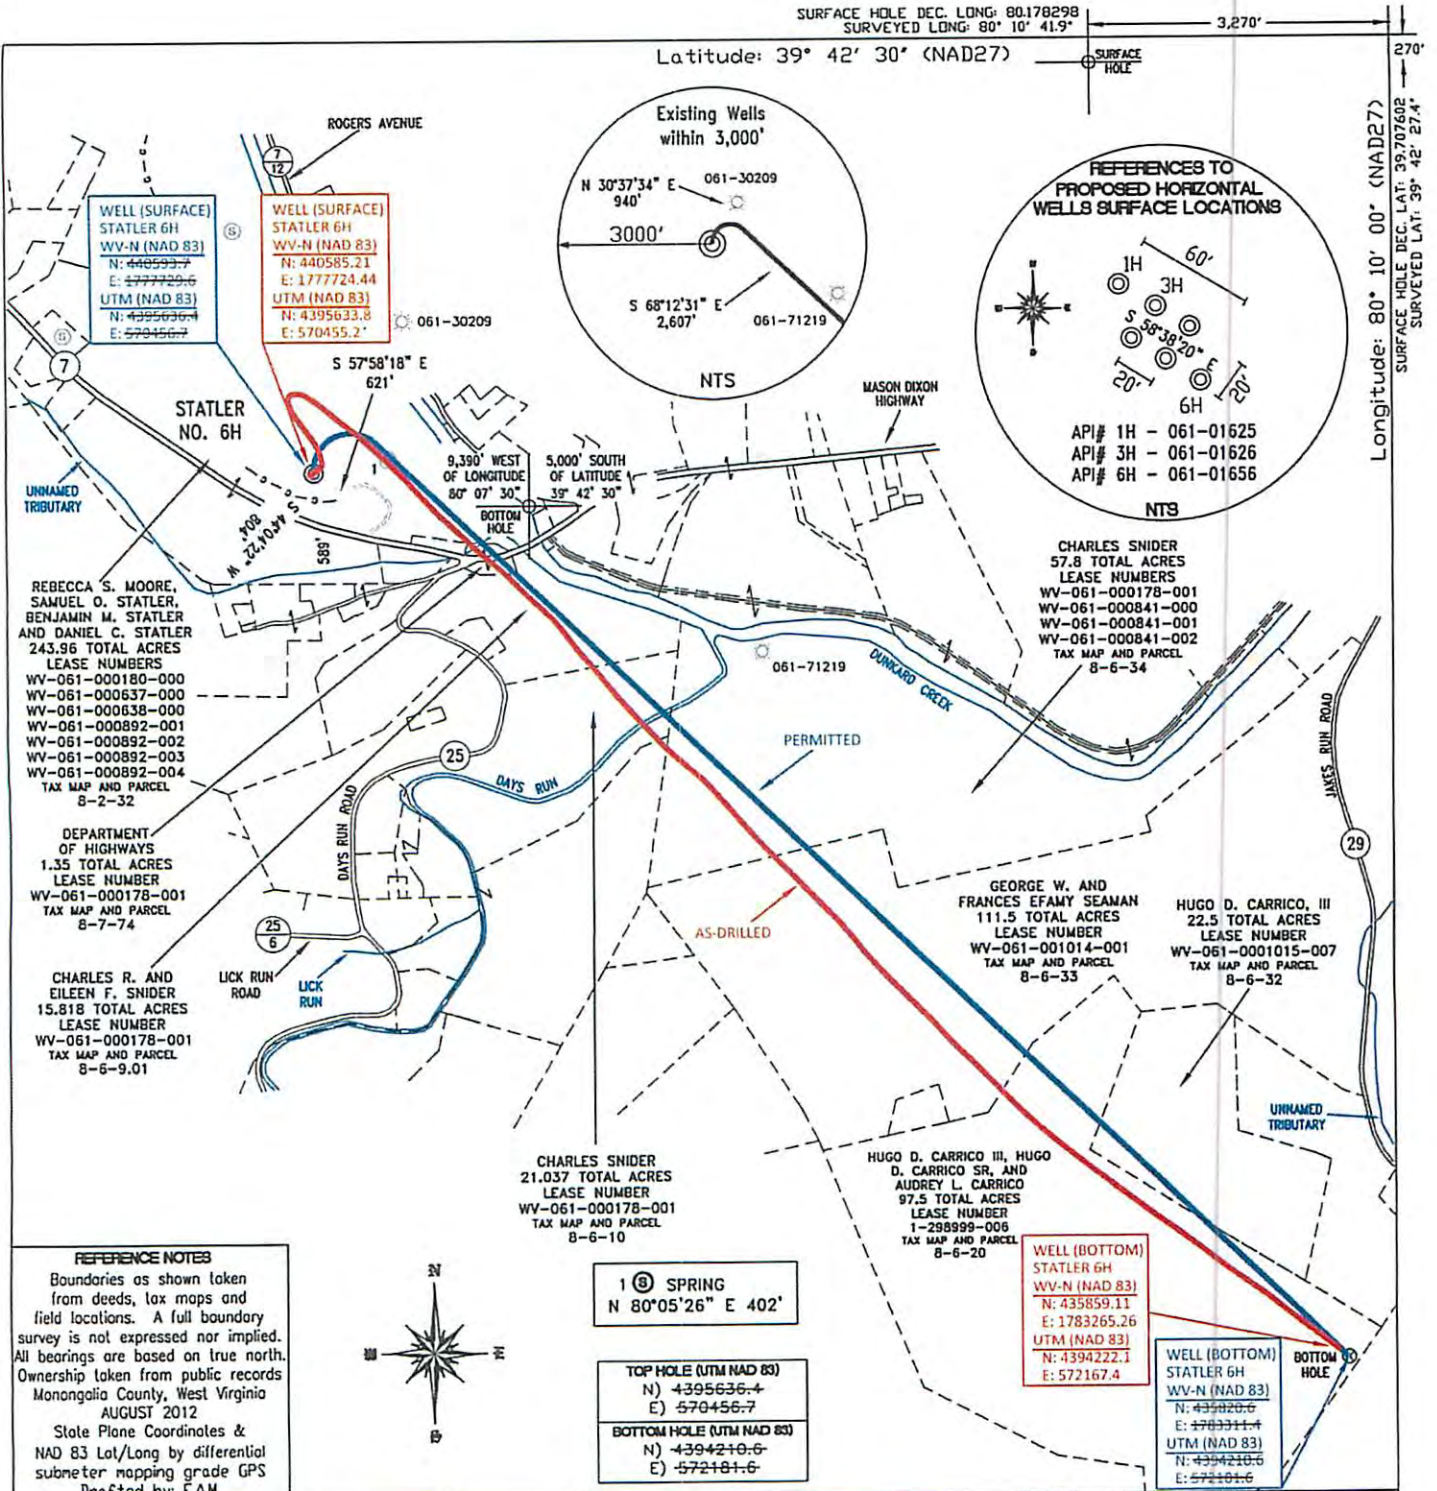 SURFACE HOLE DEC. LONG: 80.178298
SURVEYED LONG: 80° 10' 41.9"
3,270'
270'
Latitude: 39° 42' 30" (NAD27)
SURFACE
HOLE
Longitude: 80° 10' 00" (NAD27)
SURFACE HOLE DEC. LAT: 39.707602
SURVEYED LAT: 39° 42' 27.4"
ROGERS AVENUE
7
12
WELL (SURFACE)
STATLER 6H
WV-N (NAD 83)
N: 440593.7
E: 1777729.6
UTM (NAD 83)
N: 4395636.4
E: 570456.7
WELL (SURFACE)
STATLER 6H
WV-N (NAD 83)
N: 440585.21
E: 1777724.44
UTM (NAD 83)
N: 4395633.8
E: 570455.2'
S
S
061-30209
Existing Wells
within 3,000'
N 30°37'34" E
940'
061-30209
3000'
S 68°12'31" E
2,607'
061-71219
NTS
REFERENCES TO
PROPOSED HORIZONTAL
WELLS SURFACE LOCATIONS
60'
1H
3H
S 58°38'20" E
20'
20'
6H
API# 1H - 061-01625
API# 3H - 061-01626
API# 6H - 061-01656
NTS
7
S 57°58'18" E
621'
STATLER
NO. 6H
UNNAMED
TRIBUTARY
S 44°04'22" W
804'
589'
1
9,390' WEST
OF LONGITUDE
80° 07' 30"
5,000' SOUTH
OF LATITUDE
39° 42' 30"
BOTTOM
HOLE
MASON DIXON
HIGHWAY
CHARLES SNIDER
57.8 TOTAL ACRES
LEASE NUMBERS
WV-061-000178-001
WV-061-000841-000
WV-061-000841-001
WV-061-000841-002
TAX MAP AND PARCEL
8-6-34
REBECCA S. MOORE,
SAMUEL O. STATLER,
BENJAMIN M. STATLER
AND DANIEL C. STATLER
243.96 TOTAL ACRES
LEASE NUMBERS
WV-061-000180-000
WV-061-000637-000
WV-061-000638-000
WV-061-000892-001
WV-061-000892-002
WV-061-000892-003
WV-061-000892-004
TAX MAP AND PARCEL
8-2-32
061-71219
DUNKARD CREEK
PERMITTED
25
DAYS RUN
DAYS RUN ROAD
JAKES RUN ROAD
29
DEPARTMENT
OF HIGHWAYS
1.35 TOTAL ACRES
LEASE NUMBER
WV-061-000178-001
TAX MAP AND PARCEL
8-7-74
AS-DRILLED
GEORGE W. AND
FRANCES EFAMY SEAMAN
111.5 TOTAL ACRES
LEASE NUMBER
WV-061-001014-001
TAX MAP AND PARCEL
8-6-33
HUGO D. CARRICO, III
22.5 TOTAL ACRES
LEASE NUMBER
WV-061-0001015-007
TAX MAP AND PARCEL
8-6-32
25
6
LICK RUN
ROAD
LICK
RUN
CHARLES R. AND
EILEEN F. SNIDER
15.818 TOTAL ACRES
LEASE NUMBER
WV-061-000178-001
TAX MAP AND PARCEL
8-6-9.01
UNNAMED
TRIBUTARY
CHARLES SNIDER
21.037 TOTAL ACRES
LEASE NUMBER
WV-061-000178-001
TAX MAP AND PARCEL
8-6-10
HUGO D. CARRICO III, HUGO
D. CARRICO SR, AND
AUDREY L. CARRICO
97.5 TOTAL ACRES
LEASE NUMBER
1-298999-006
TAX MAP AND PARCEL
8-6-20
REFERENCE NOTES
Boundaries as shown taken
from deeds, tax maps and
field locations. A full boundary
survey is not expressed nor implied.
All bearings are based on true north.
Ownership taken from public records
Monongalia County, West Virginia
AUGUST 2012
State Plane Coordinates &
NAD 83 Lat/Long by differential
submeter mapping grade GPS
Drafted by: E.A.M.
N
1 S SPRING
N 80°05'26" E 402'
TOP HOLE (UTM NAD 83)
N) 4395636.4
E) 570456.7
BOTTOM HOLE (UTM NAD 83)
N) 4394210.6
E) 572181.6
WELL (BOTTOM)
STATLER 6H
WV-N (NAD 83)
N: 435859.11
E: 1783265.26
UTM (NAD 83)
N: 4394222.1
E: 572167.4
WELL (BOTTOM)
STATLER 6H
WV-N (NAD 83)
N: 435820.6
E: 1783311.4
UTM (NAD 83)
N: 4394210.6
E: 572181.6
BOTTOM
HOLE